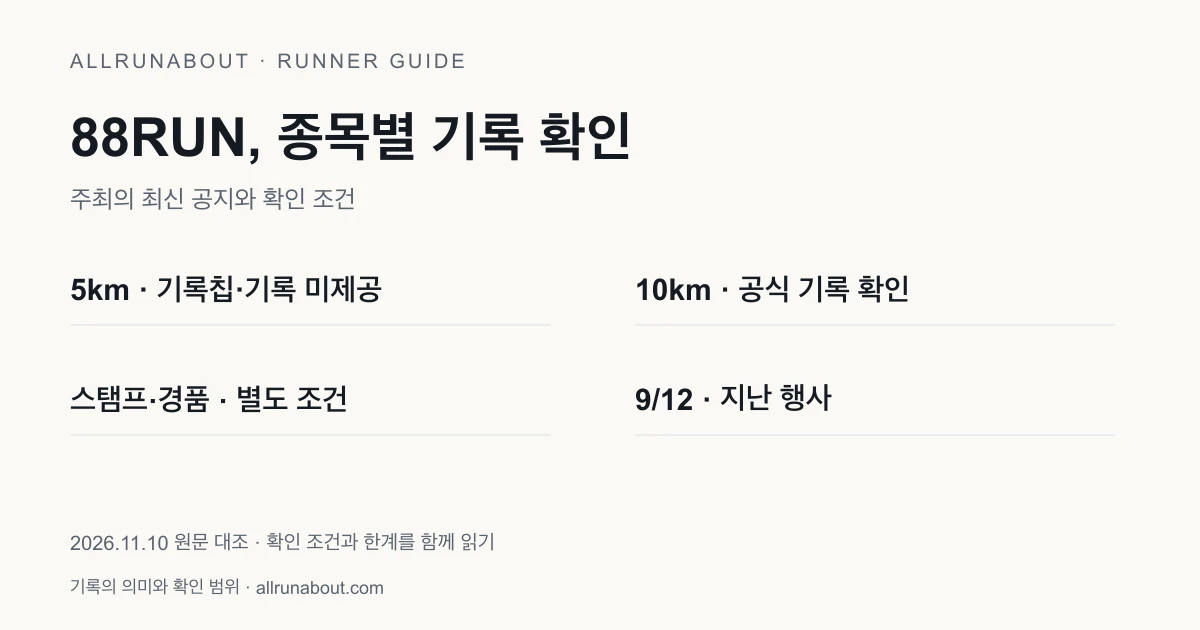 ALLRUNABOUT · RUNNER GUIDE
88RUN, 종목별 기록 확인
주최의 최신 공지와 확인 조건
5km · 기록칩·기록 미제공
10km · 공식 기록 확인
스탬프·경품 · 별도 조건
9/12 · 지난 행사
2026.11.10 원문 대조 · 확인 조건과 한계를 함께 읽기
기록의 의미와 확인 범위 · allrunabout.com